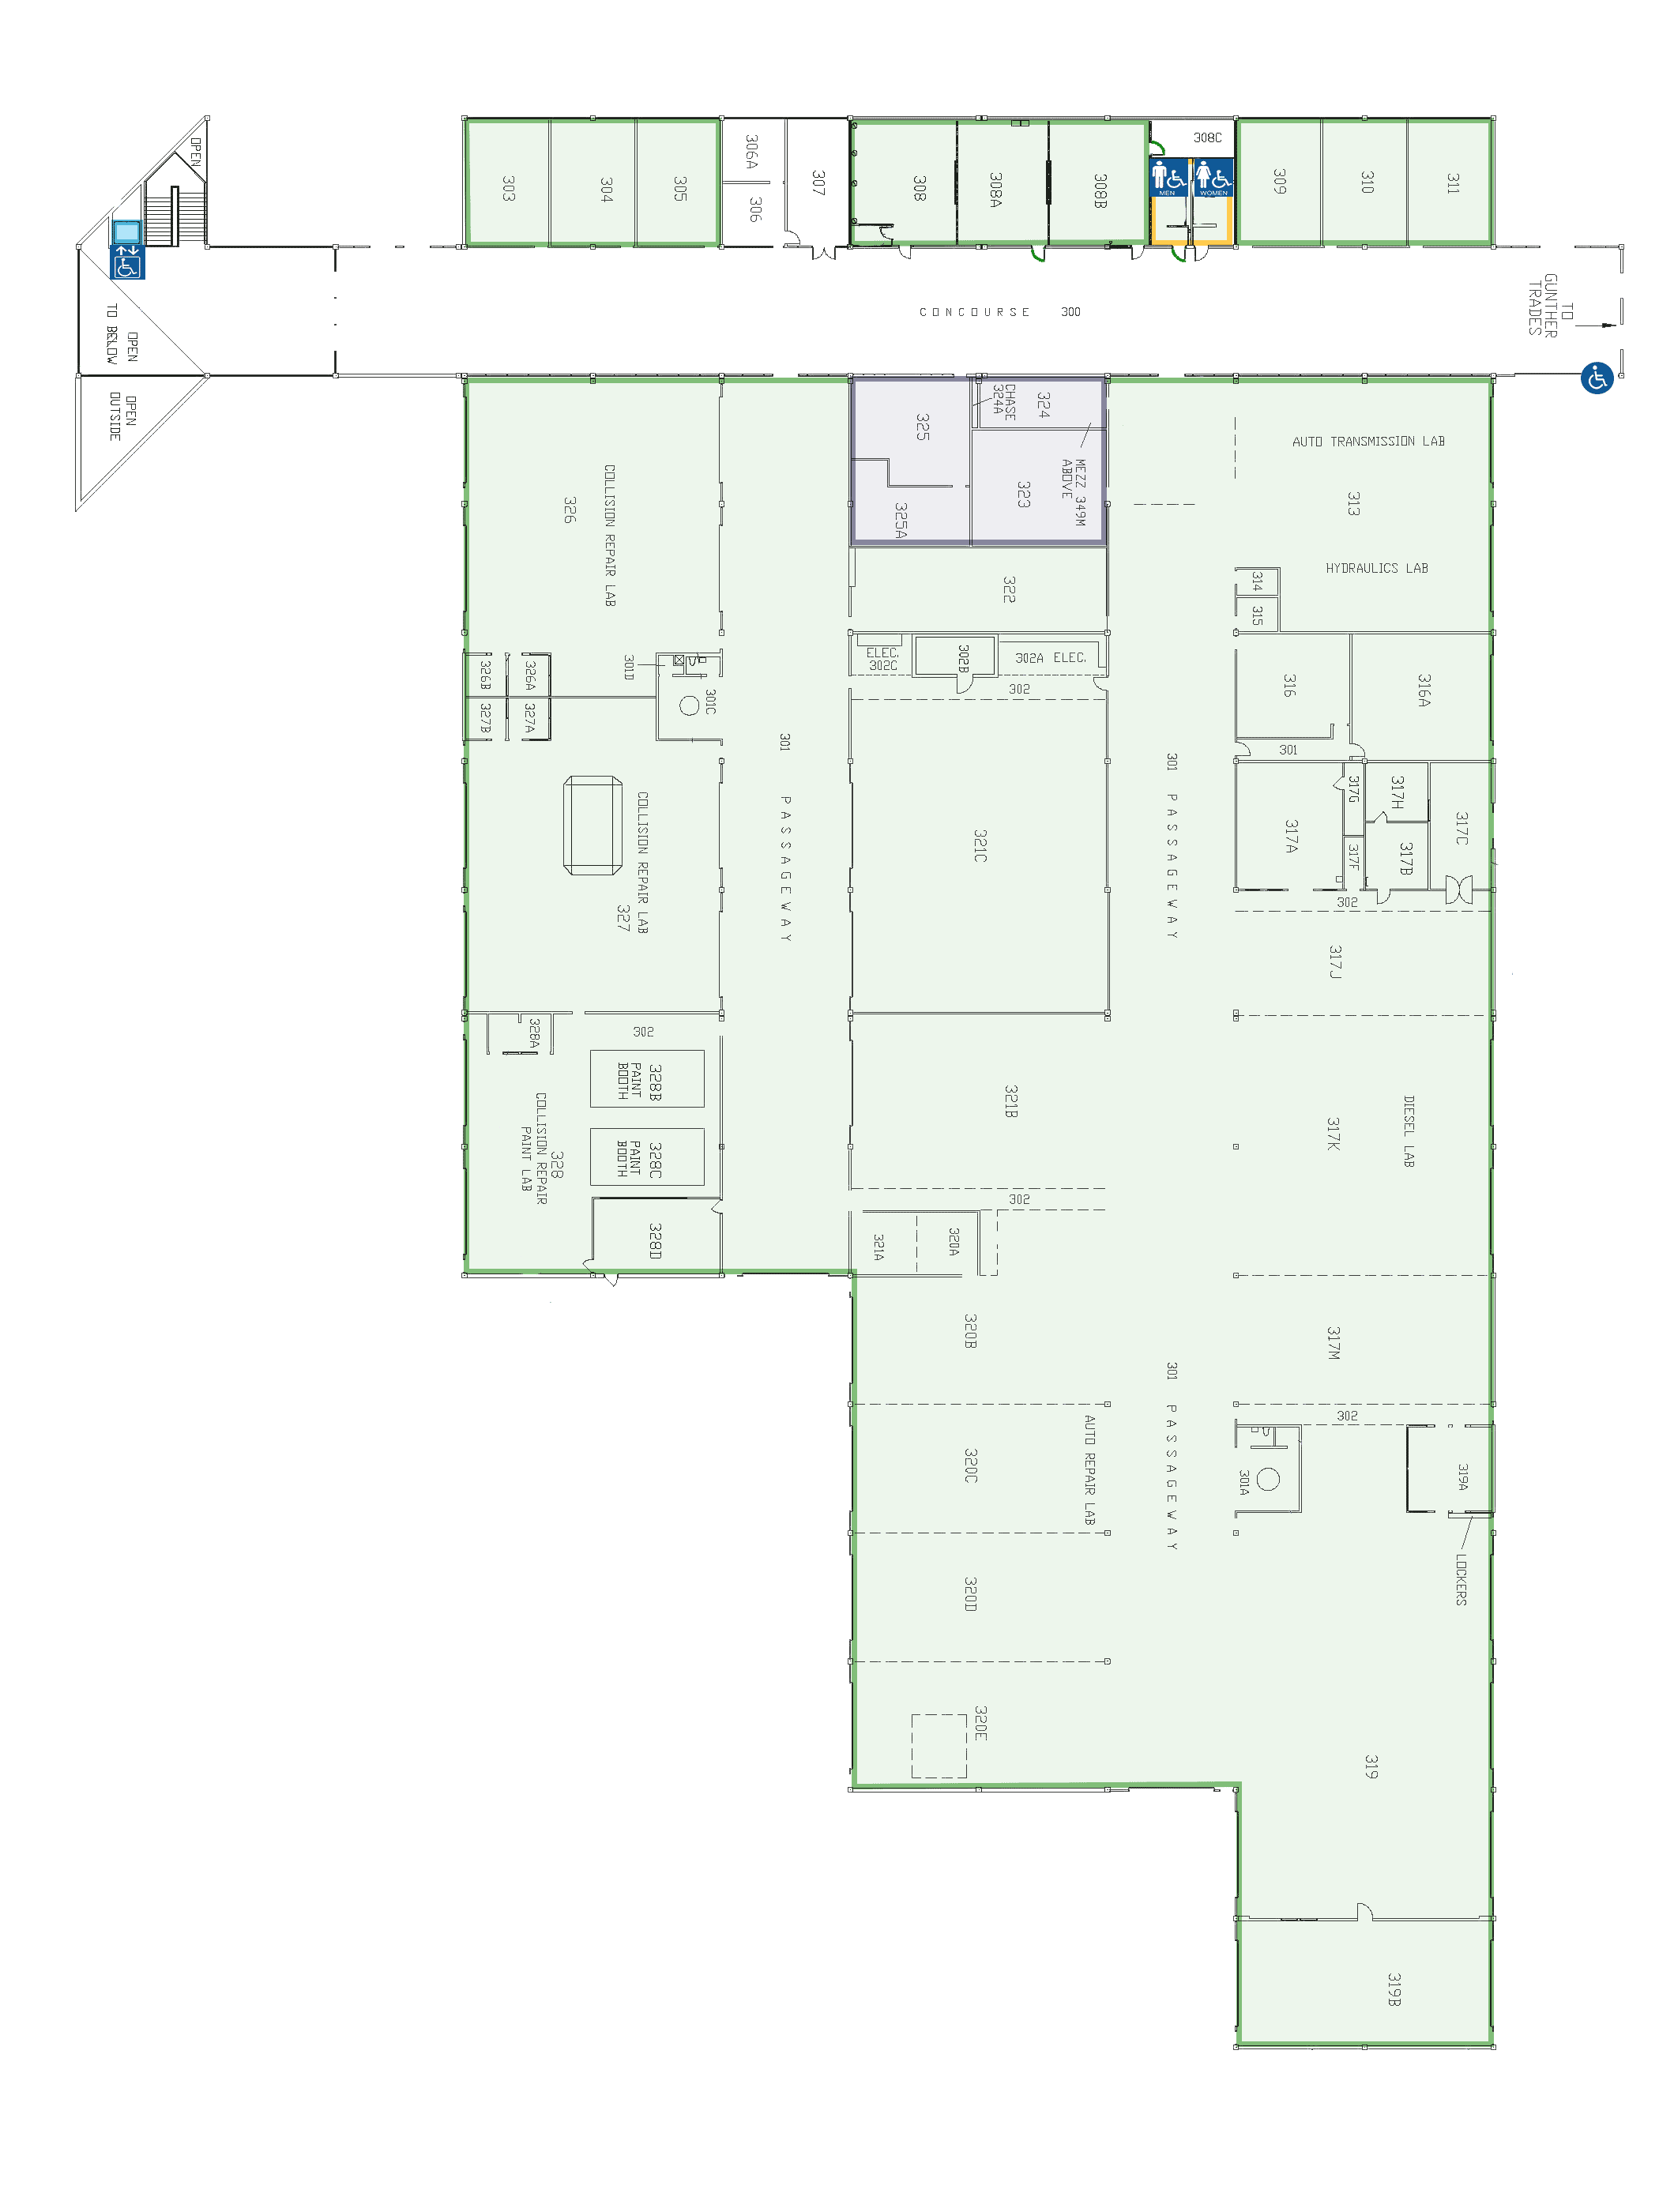 OPEN
303
304
305
306A
306
307
308
308A
308B
308C
MEN
WOMEN
309
310
311
CONCOURSE 300
TO
GUNTHER
TRADES
OPEN
TO BELOW
OPEN
OUTSIDE
326
COLLISION REPAIR LAB
325
325A
CHASE
324A
324
323
MEZZ 349M
ABOVE
AUTO TRANSMISSION LAB
313
HYDRAULICS LAB
314
315
322
ELEC.
302C
302B
302A ELEC.
302
326B
326A
327B
327A
301D
301C
316
316A
301
301 PASSAGEWAY
301 PASSAGEWAY
COLLISION REPAIR LAB
327
321C
317A
317G
317F
317H
317B
317C
302
317J
328A
302
328B
PAINT
BOOTH
328C
PAINT
BOOTH
328
COLLISION REPAIR
PAINT LAB
328D
321B
302
321A
320A
317K
DIESEL LAB
320B
317M
302
301 PASSAGEWAY
320C
AUTO REPAIR LAB
301A
319A
LOCKERS
320D
320E
319
319B